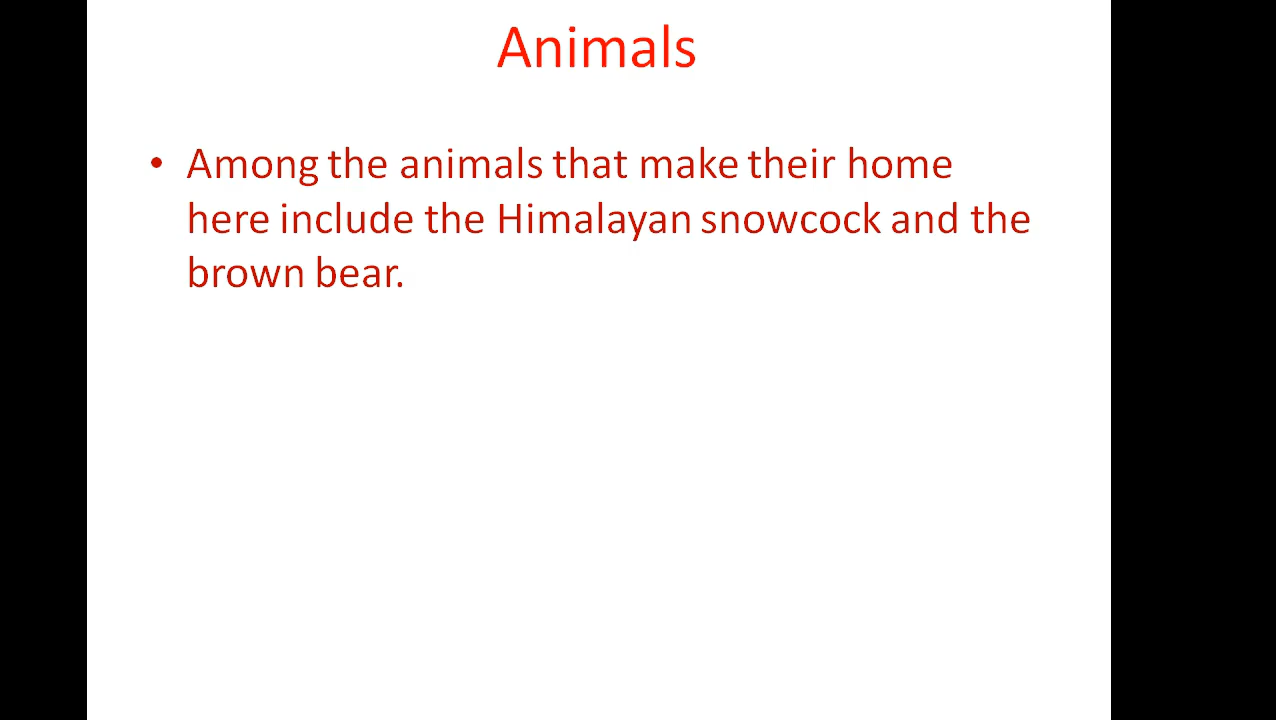 Animals
• Among the animals that make their home
here include the Himalayan snowcock and the
brown bear.